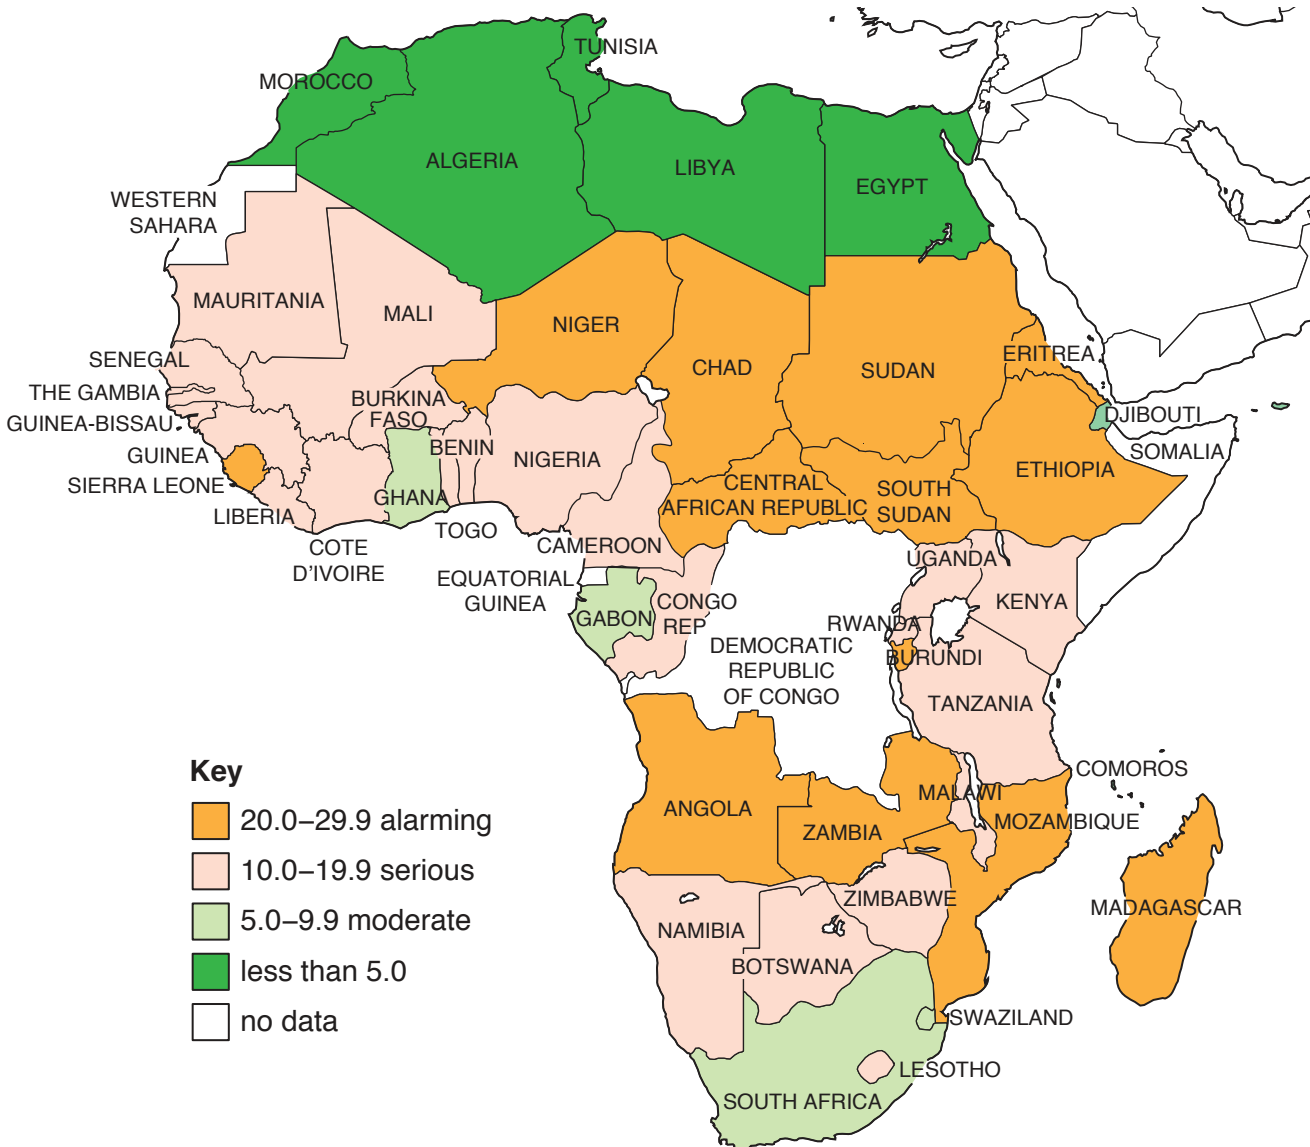 TUNISIA
MOROCCO
ALGERIA
LIBYA
EGYPT
WESTERN
SAHARA
MAURITANIA
MALI
NIGER
CHAD
SUDAN
ERITREA
SENEGAL
THE GAMBIA
GUINEA-BISSAU
GUINEA
SIERRA LEONE
LIBERIA
BURKINA
FASO
BENIN
NIGERIA
GHANA
TOGO
COTE
D'IVOIRE
DJIBOUTI
SOMALIA
ETHIOPIA
CENTRAL
AFRICAN REPUBLIC
SOUTH
SUDAN
CAMEROON
EQUATORIAL
GUINEA
GABON
CONGO
REP
UGANDA
KENYA
RWANDA
BURUNDI
DEMOCRATIC
REPUBLIC
OF CONGO
TANZANIA
COMOROS
ANGOLA
ZAMBIA
MALAWI
MOZAMBIQUE
ZIMBABWE
MADAGASCAR
NAMIBIA
BOTSWANA
SWAZILAND
LESOTHO
SOUTH AFRICA
Key
20.0–29.9 alarming
10.0–19.9 serious
5.0–9.9 moderate
less than 5.0
no data